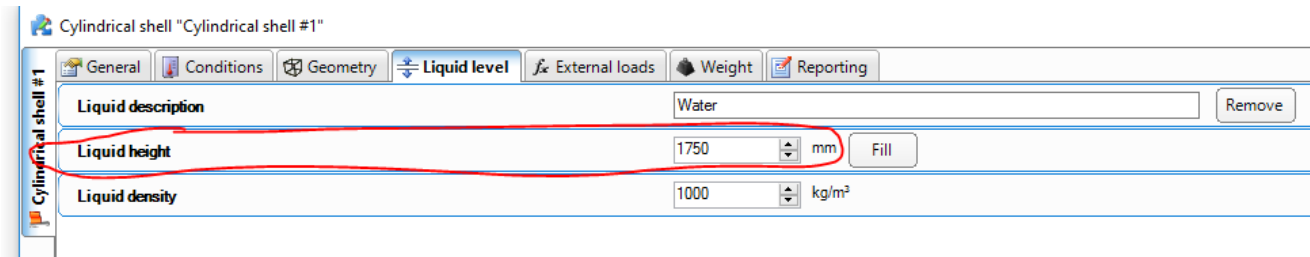 Cylindrical shell "Cylindrical shell #1"
Cylindrical shell #1
General Conditions Geometry Liquid level fx External loads Weight Reporting
Liquid description Water Remove
Liquid height 1750 mm Fill
Liquid density 1000 kg/m³